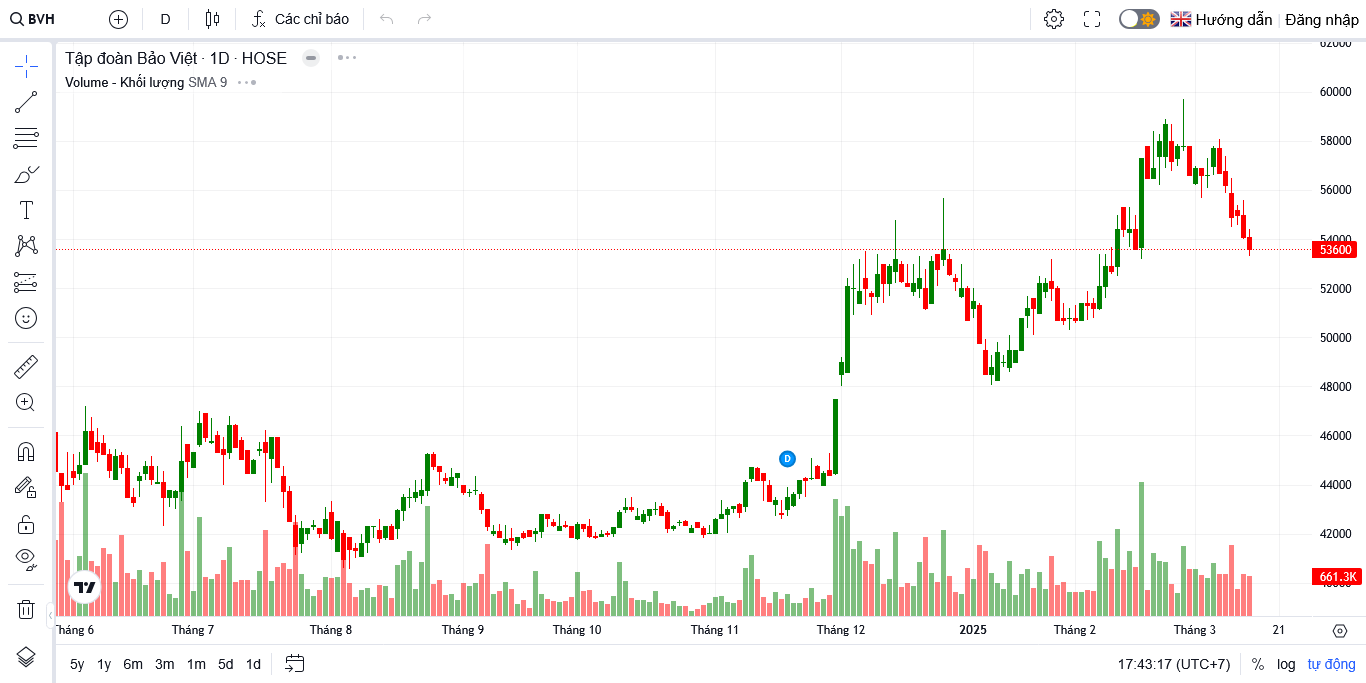 BVH D Các chỉ báo Hướng dẫn Đăng nhập
Tập đoàn Bảo Việt · 1D · HOSE
Volume - Khối lượng SMA 9
62000
60000
58000
56000
54000
53600
52000
50000
48000
46000
D
44000
42000
661.3K
Tháng 6 Tháng 7 Tháng 8 Tháng 9 Tháng 10 Tháng 11 Tháng 12 2025 Tháng 2 Tháng 3 21
5y 1y 6m 3m 1m 5d 1d 17:43:17 (UTC+7) % log tự động